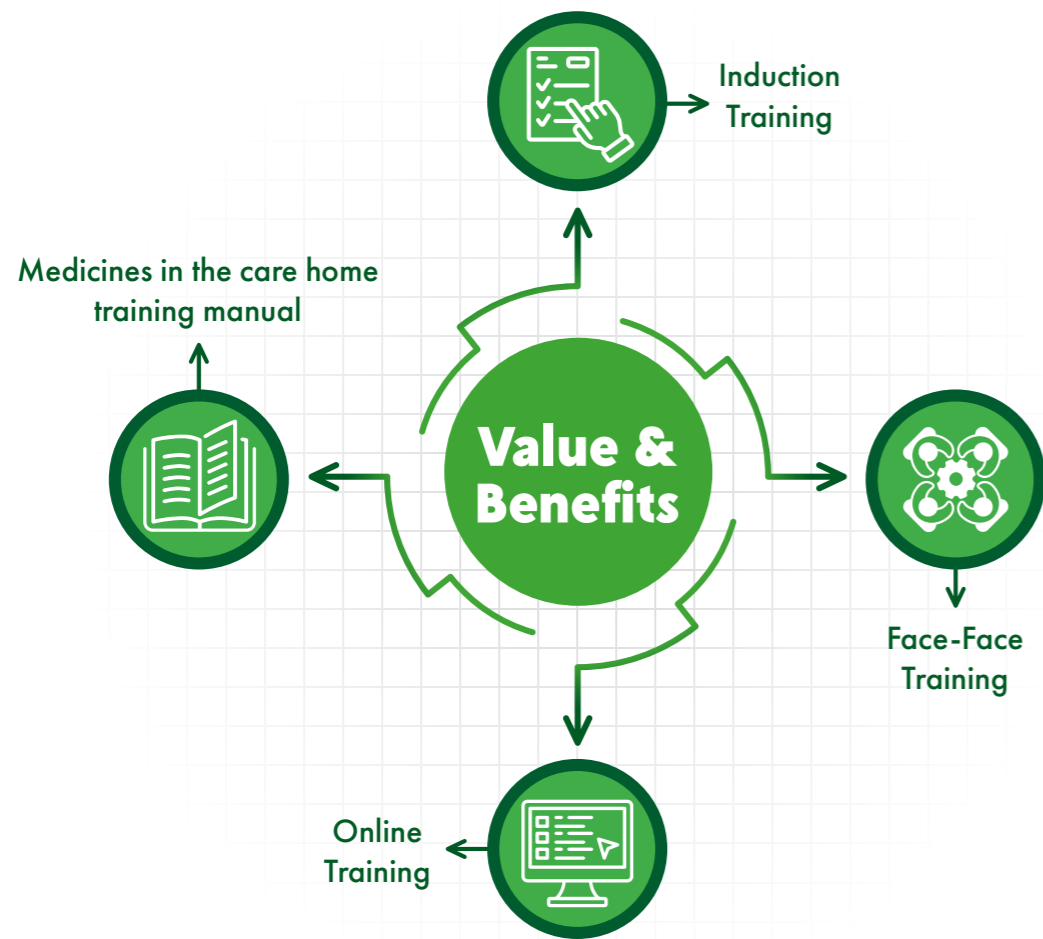 Induction
Training
Medicines in the care home
training manual
Value &
Benefits
Face-Face
Training
Online
Training